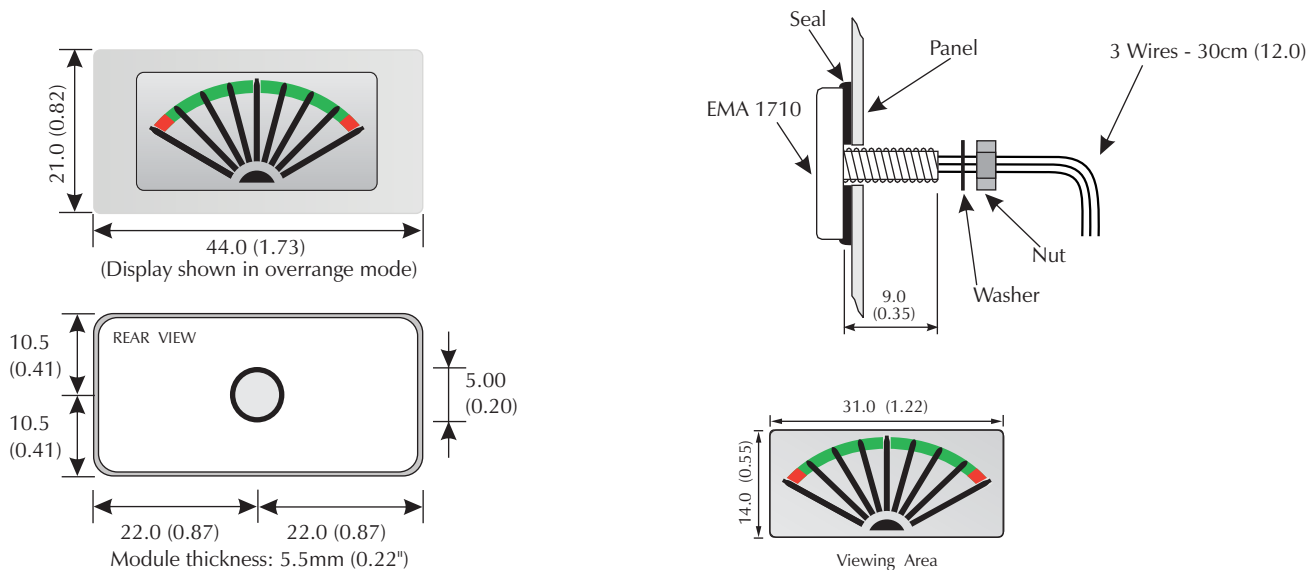 21.0 (0.82)
44.0 (1.73)
(Display shown in overrange mode)
REAR VIEW
10.5
(0.41)
10.5
(0.41)
5.00
(0.20)
22.0 (0.87)
22.0 (0.87)
Module thickness: 5.5mm (0.22")
Seal
Panel
3 Wires - 30cm (12.0)
EMA 1710
Nut
Washer
9.0
(0.35)
31.0 (1.22)
14.0 (0.55)
Viewing Area